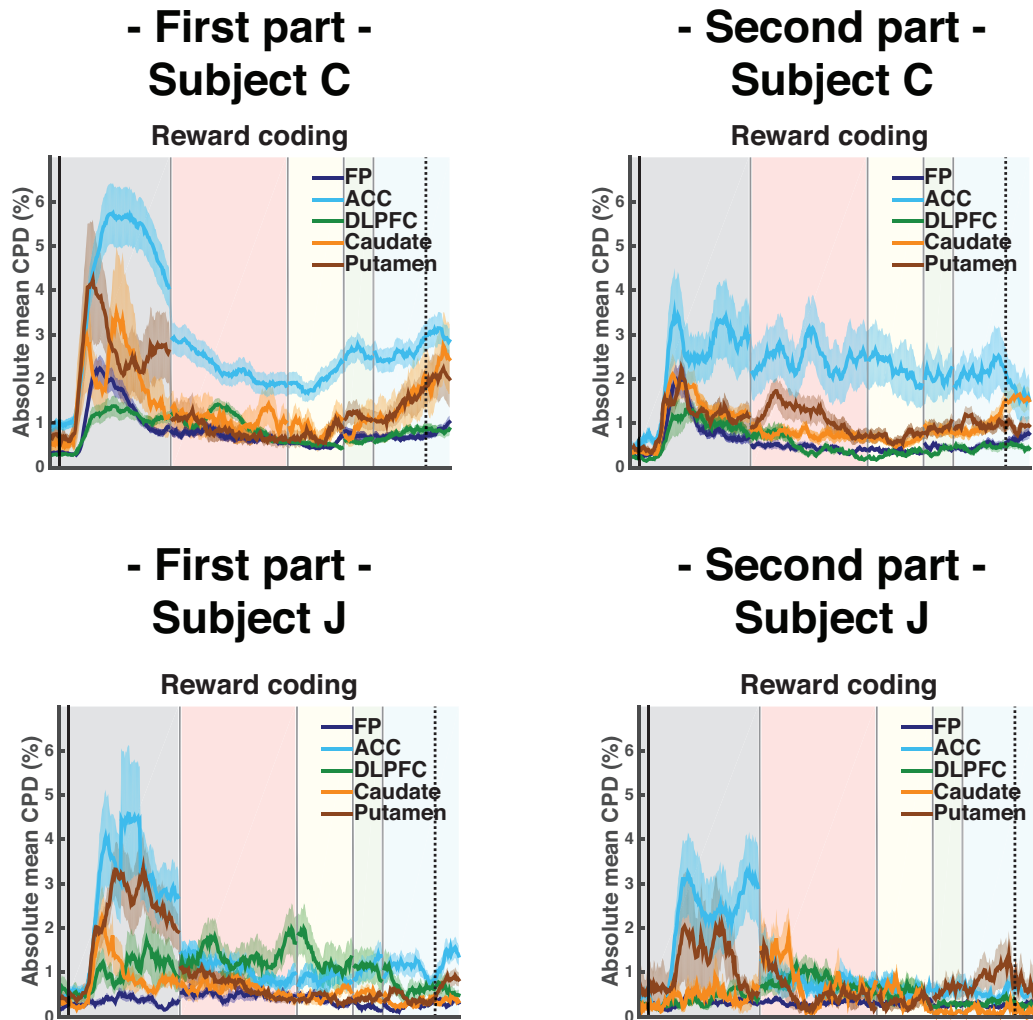 - First part -
Subject C
Reward coding
Absolute mean CPD (%)
6
5
4
3
2
1
0
FP
ACC
DLPFC
Caudate
Putamen
- Second part -
Subject C
Reward coding
Absolute mean CPD (%)
6
5
4
3
2
1
0
FP
ACC
DLPFC
Caudate
Putamen
- First part -
Subject J
Reward coding
Absolute mean CPD (%)
6
5
4
3
2
1
0
FP
ACC
DLPFC
Caudate
Putamen
- Second part -
Subject J
Reward coding
Absolute mean CPD (%)
6
5
4
3
2
1
0
FP
ACC
DLPFC
Caudate
Putamen